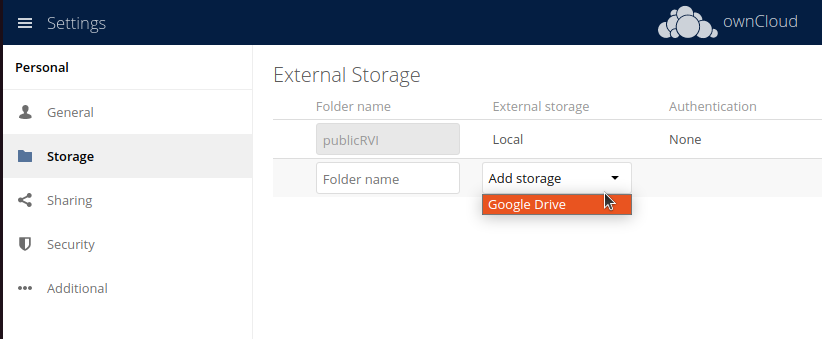 Settings
ownCloud
Personal
General
Storage
Sharing
Security
Additional
External Storage
Folder name External storage Authentication
publicRVI Local None
Folder name Add storage
Google Drive